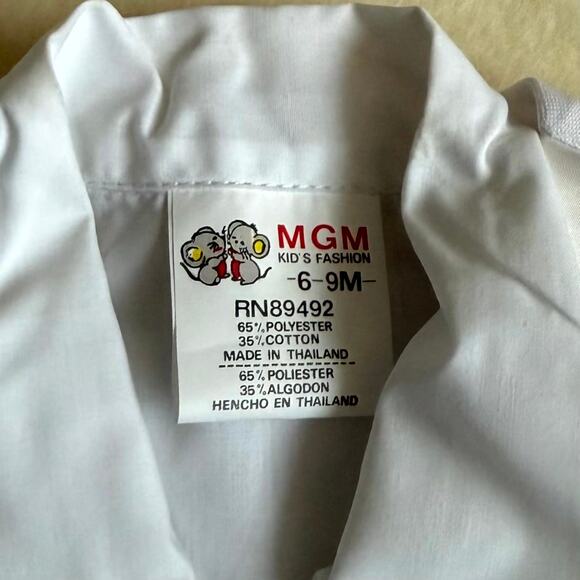 MGM
KID'S FASHION
-6-9M-
RN89492
65% POLYESTER
35% COTTON
MADE IN THAILAND
65% POLIESTER
35% ALGODON
HENCHO EN THAILAND